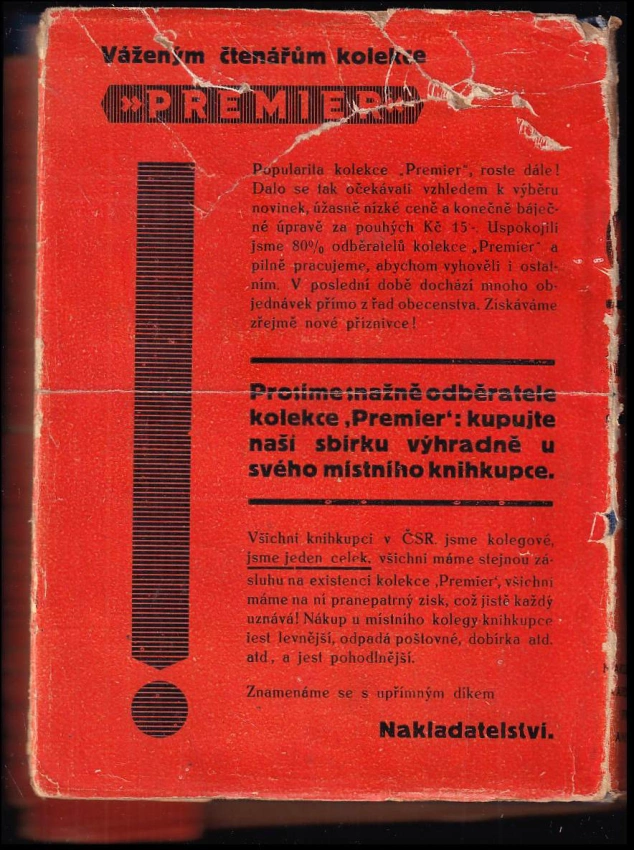 Váženým čtenářům kolekce
»PREMIER«
Popularita kolekce „Premier“, roste dále!
Dalo se tak očekávati vzhledem k výběru
novinek, úžasně nízké ceně a konečně báječ-
né úpravě za pouhých Kč 15·-. Uspokojili
jsme 80% odběratelů kolekce „Premier“ a
pilně pracujeme, abychom vyhověli i ostat-
ním. V poslední době dochází mnoho ob-
jednávek přímo z řad obecenstva. Získáváme
zřejmě nové příznivce!
Prosíme snažně odběratele
kolekce ‚Premier‘: kupujte
naší sbírku výhradně u
svého místního knihkupce.
Všichni knihkupci v ČSR. jsme kolegové,
jsme jeden celek, všichni máme stejnou zá-
sluhu na existenci kolekce ‚Premier‘, všichni
máme na ní pranepatrný zisk, což jistě každý
uznává! Nákup u místního kolegy knihkupce
jest levnější, odpadá poštovné, dobírka atd.
atd., a jest pohodlnější.
Znamenáme se s upřímným díkem
Nakladatelství.